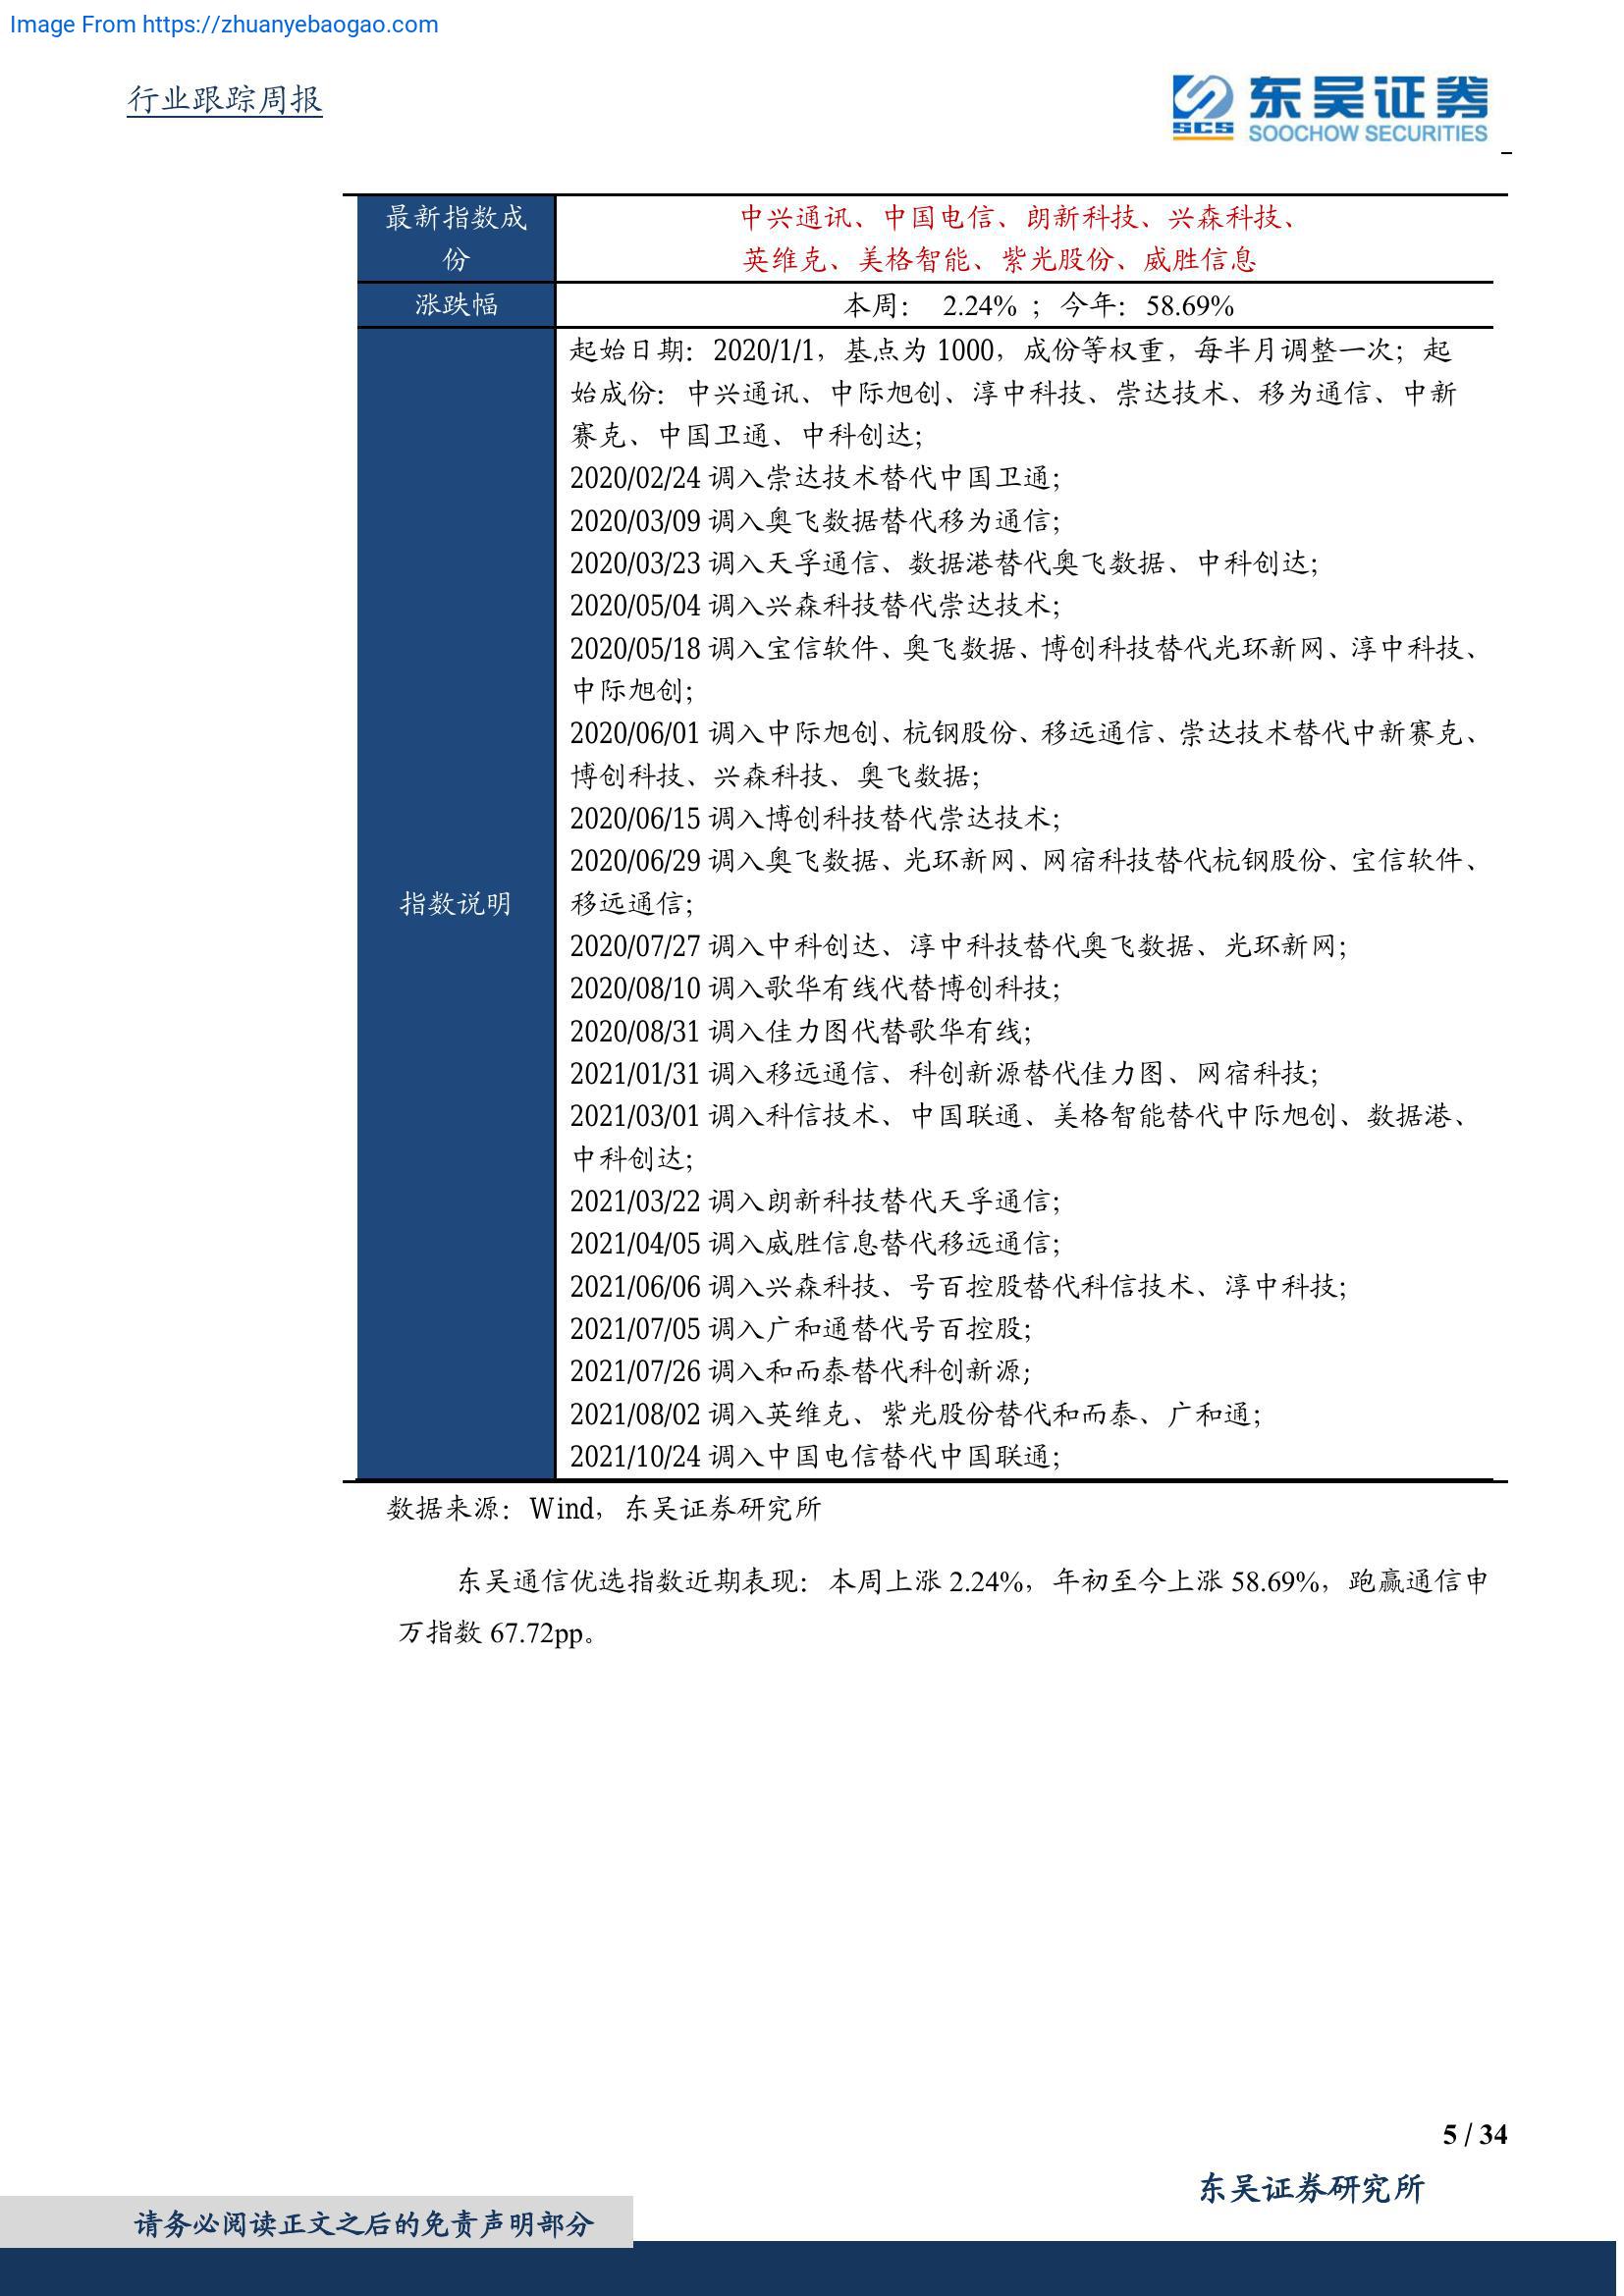 Image From https://zhuanyebaogao.com
行业跟踪周报
东吴证券
SCS
SOOCHOW SECURITIES
最新指数成
份
中兴通讯、中国电信、朗新科技、兴森科技、
英维克、美格智能、紫光股份、威胜信息
涨跌幅
本周： 2.24% ；今年：58.69%
指数说明
起始日期：2020/1/1，基点为 1000，成份等权重，每半月调整一次；起
始成份：中兴通讯、中际旭创、淳中科技、崇达技术、移为通信、中新
赛克、中国卫通、中科创达；
2020/02/24 调入崇达技术替代中国卫通；
2020/03/09 调入奥飞数据替代移为通信；
2020/03/23 调入天孚通信、数据港替代奥飞数据、中科创达；
2020/05/04 调入兴森科技替代崇达技术；
2020/05/18 调入宝信软件、奥飞数据、博创科技替代光环新网、淳中科技、
中际旭创；
2020/06/01 调入中际旭创、杭钢股份、移远通信、崇达技术替代中新赛克、
博创科技、兴森科技、奥飞数据；
2020/06/15 调入博创科技替代崇达技术；
2020/06/29 调入奥飞数据、光环新网、网宿科技替代杭钢股份、宝信软件、
移远通信；
2020/07/27 调入中科创达、淳中科技替代奥飞数据、光环新网；
2020/08/10 调入歌华有线代替博创科技；
2020/08/31 调入佳力图代替歌华有线；
2021/01/31 调入移远通信、科创新源替代佳力图、网宿科技；
2021/03/01 调入科信技术、中国联通、美格智能替代中际旭创、数据港、
中科创达；
2021/03/22 调入朗新科技替代天孚通信；
2021/04/05 调入威胜信息替代移远通信；
2021/06/06 调入兴森科技、号百控股替代科信技术、淳中科技；
2021/07/05 调入广和通替代号百控股；
2021/07/26 调入和而泰替代科创新源；
2021/08/02 调入英维克、紫光股份替代和而泰、广和通；
2021/10/24 调入中国电信替代中国联通；
数据来源：Wind，东吴证券研究所
东吴通信优选指数近期表现：本周上涨 2.24%，年初至今上涨 58.69%，跑赢通信申
万指数 67.72pp。
5 / 34
东吴证券研究所
请务必阅读正文之后的免责声明部分